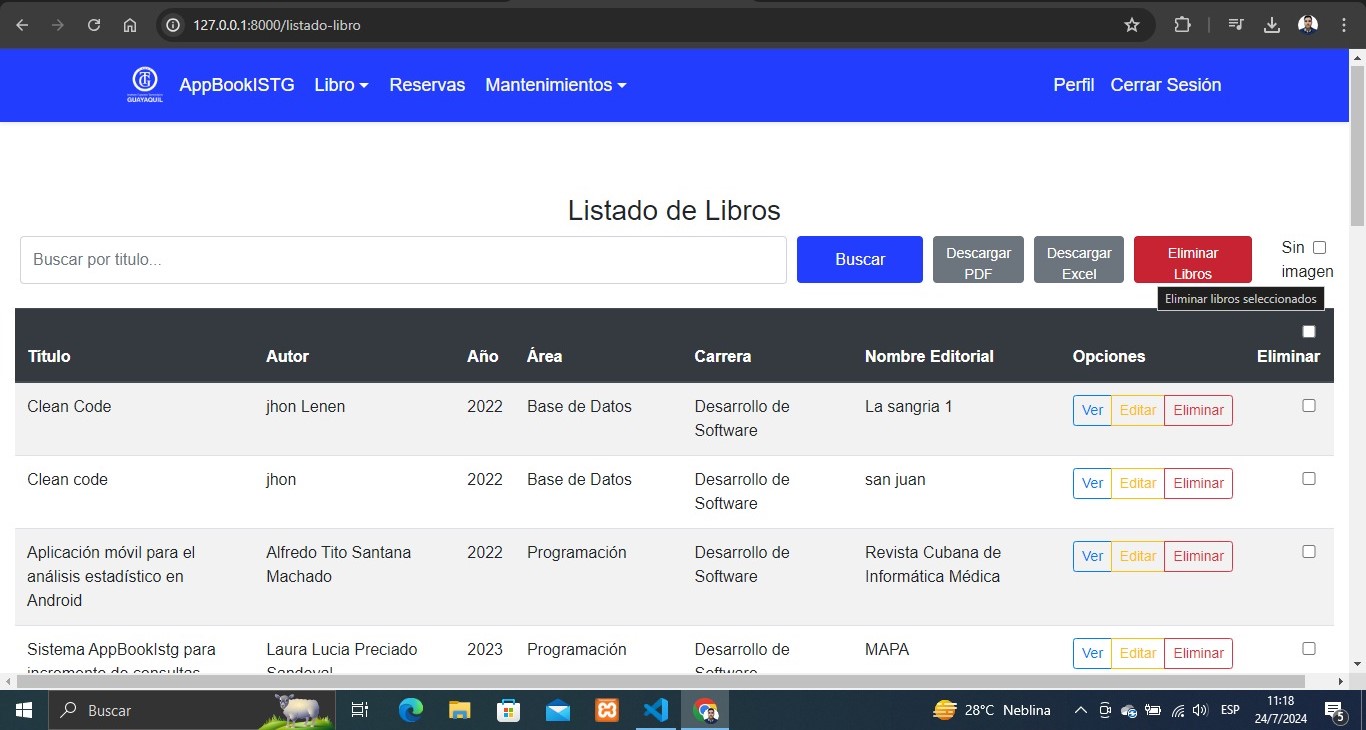 127.0.0.1:8000/listado-libro
GUAYAQUIL
AppBookISTG Libro Reservas Mantenimientos Perfil Cerrar Sesión
Listado de Libros
Buscar por titulo...
Buscar
Descargar
PDF
Descargar
Excel
Eliminar
Libros
Sin
imagen
Eliminar libros seleccionados
Título Autor Año Área Carrera Nombre Editorial Opciones Eliminar
Clean Code jhon Lenen 2022 Base de Datos Desarrollo de La sangria 1 Ver Editar Eliminar
Software
Clean code jhon 2022 Base de Datos Desarrollo de san juan Ver Editar Eliminar
Software
Aplicación móvil para el Alfredo Tito Santana 2022 Programación Desarrollo de Revista Cubana de Ver Editar Eliminar
análisis estadístico en Machado Software Informática Médica
Android
Sistema AppBookIstg para Laura Lucia Preciado 2023 Programación Desarrollo de MAPA Ver Editar Eliminar
incremento de consultas Sandoval Software
Buscar 28°C Neblina ESP 11:18
24/7/2024 5